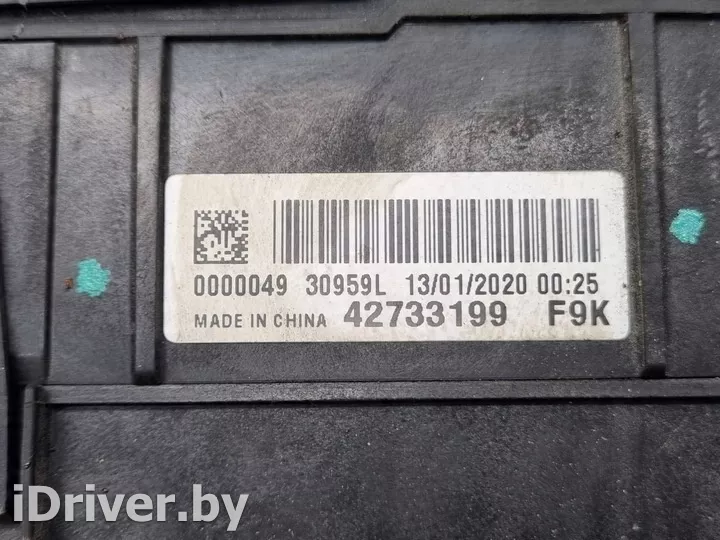 0000049 30959L 13/01/2020 00:25
MADE IN CHINA 42733199 F9K
iDriver.by